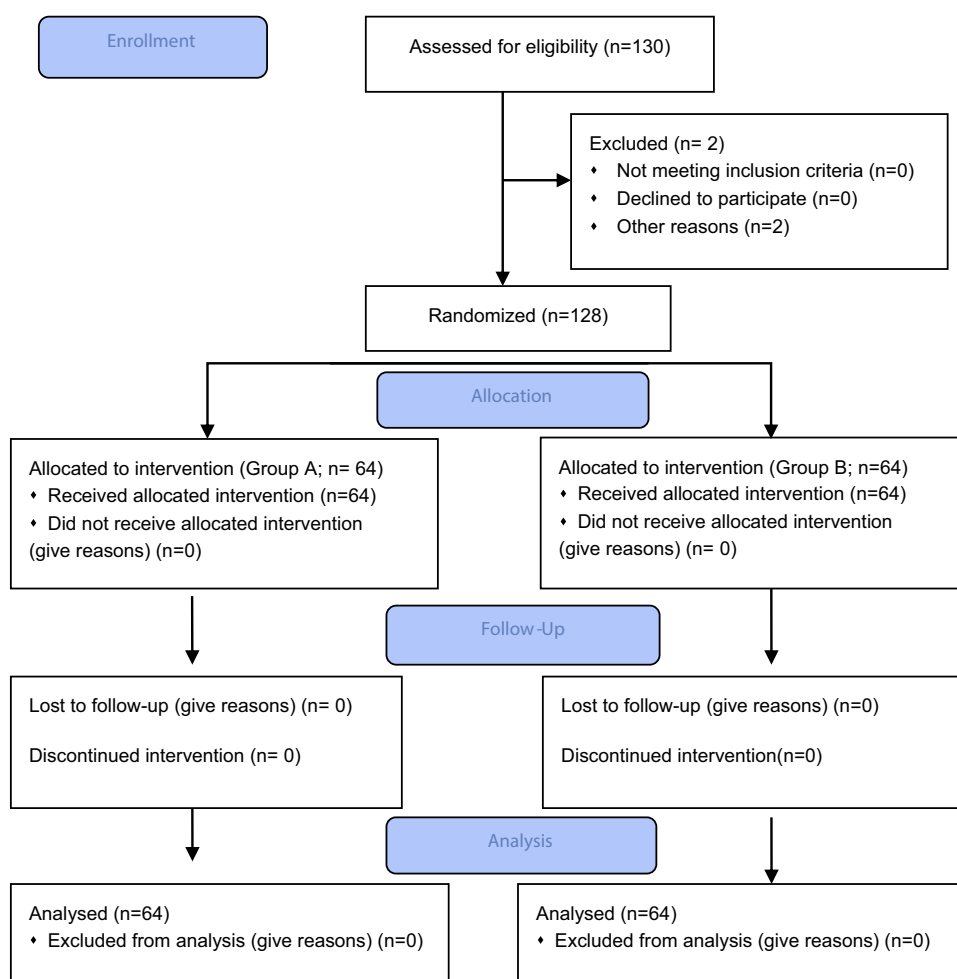 Enrollment
Assessed for eligibility (n=130)
Excluded (n= 2)
⬧ Not meeting inclusion criteria (n=0)
⬧ Declined to participate (n=0)
⬧ Other reasons (n=2)
Randomized (n=128)
Allocation
Allocated to intervention (Group A; n= 64)
⬧ Received allocated intervention (n=64)
⬧ Did not receive allocated intervention
(give reasons) (n=0)
Allocated to intervention (Group B; n=64)
⬧ Received allocated intervention (n=64)
⬧ Did not receive allocated intervention
(give reasons) (n= 0)
Follow-Up
Lost to follow-up (give reasons) (n= 0)
Discontinued intervention (n= 0)
Lost to follow-up (give reasons) (n=0)
Discontinued intervention(n=0)
Analysis
Analysed (n=64)
⬧ Excluded from analysis (give reasons) (n=0)
Analysed (n=64)
⬧ Excluded from analysis (give reasons) (n=0)